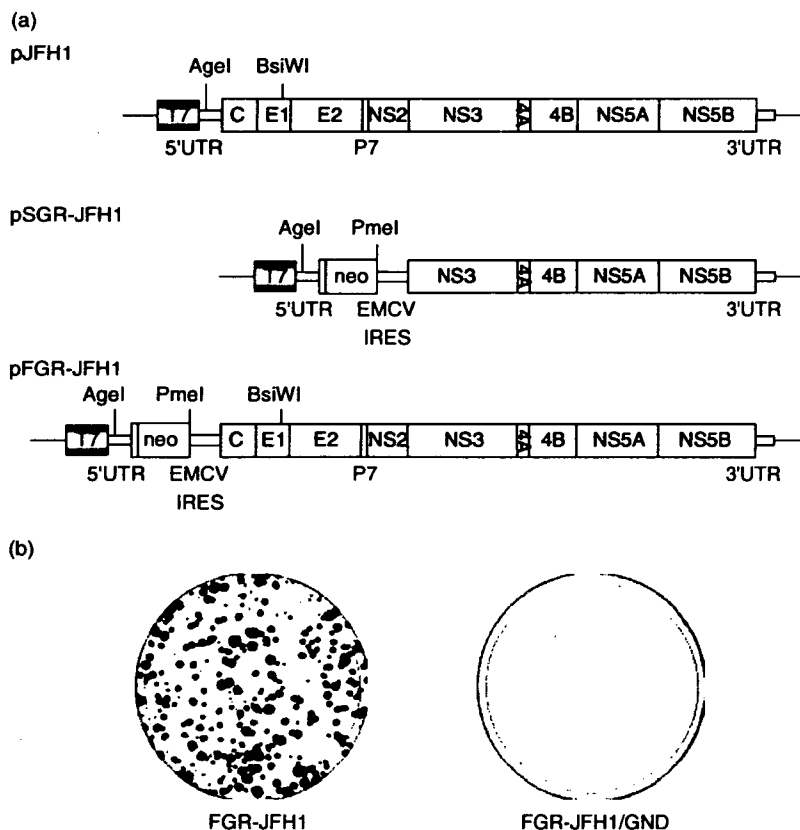 (a)
pJFH1
AgeI BsiWI
T7 C E1 E2 NS2 NS3 4A 4B NS5A NS5B
5'UTR P7 3'UTR
pSGR-JFH1
AgeI PmeI
T7 neo NS3 4A 4B NS5A NS5B
5'UTR EMCV 3'UTR
IRES
pFGR-JFH1
AgeI PmeI BsiWI
T7 neo C E1 E2 NS2 NS3 4A 4B NS5A NS5B
5'UTR EMCV P7 3'UTR
IRES
(b)
FGR-JFH1 FGR-JFH1/GND